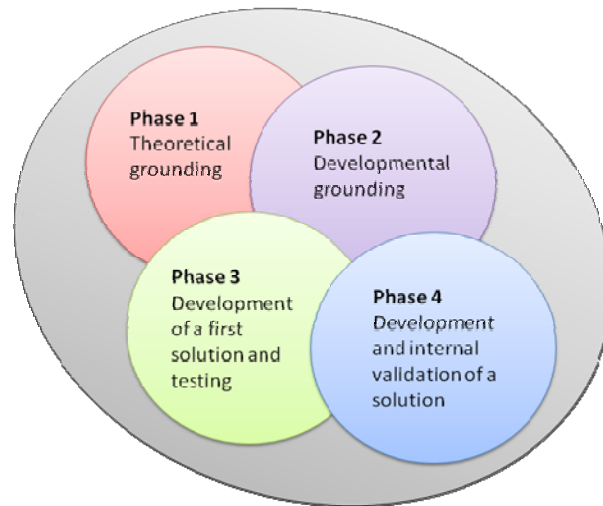 Phase 1
Theoretical
grounding
Phase 2
Developmental
grounding
Phase 3
Development
of a first
solution and
testing
Phase 4
Development
and internal
validation of a
solution